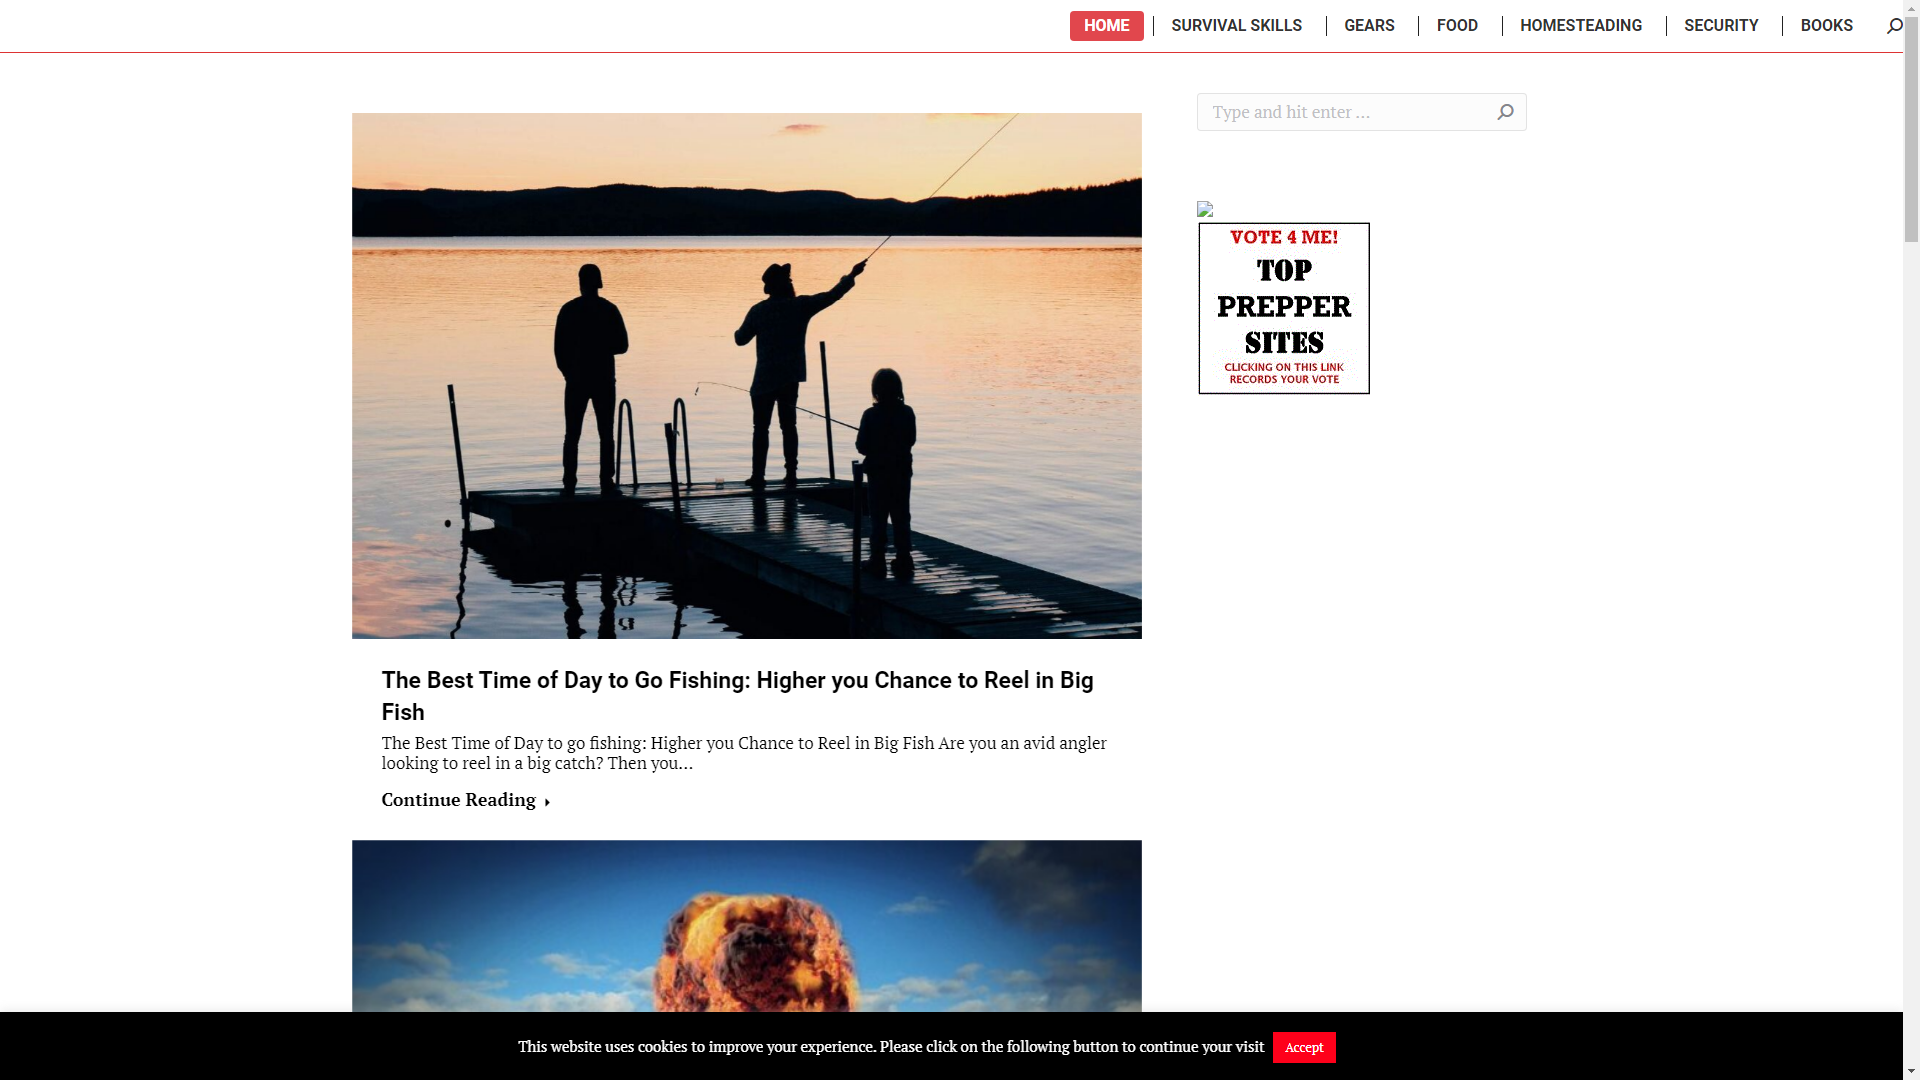 HOME
SURVIVAL SKILLS
GEARS
FOOD
HOMESTEADING
SECURITY
BOOKS
Type and hit enter …
VOTE 4 ME!
TOP
PREPPER
SITES
CLICKING ON THIS LINK
RECORDS YOUR VOTE
The Best Time of Day to Go Fishing: Higher you Chance to Reel in Big
Fish
The Best Time of Day to go fishing: Higher you Chance to Reel in Big Fish Are you an avid angler
looking to reel in a big catch? Then you…
Continue Reading
This website uses cookies to improve your experience. Please click on the following button to continue your visit
Accept